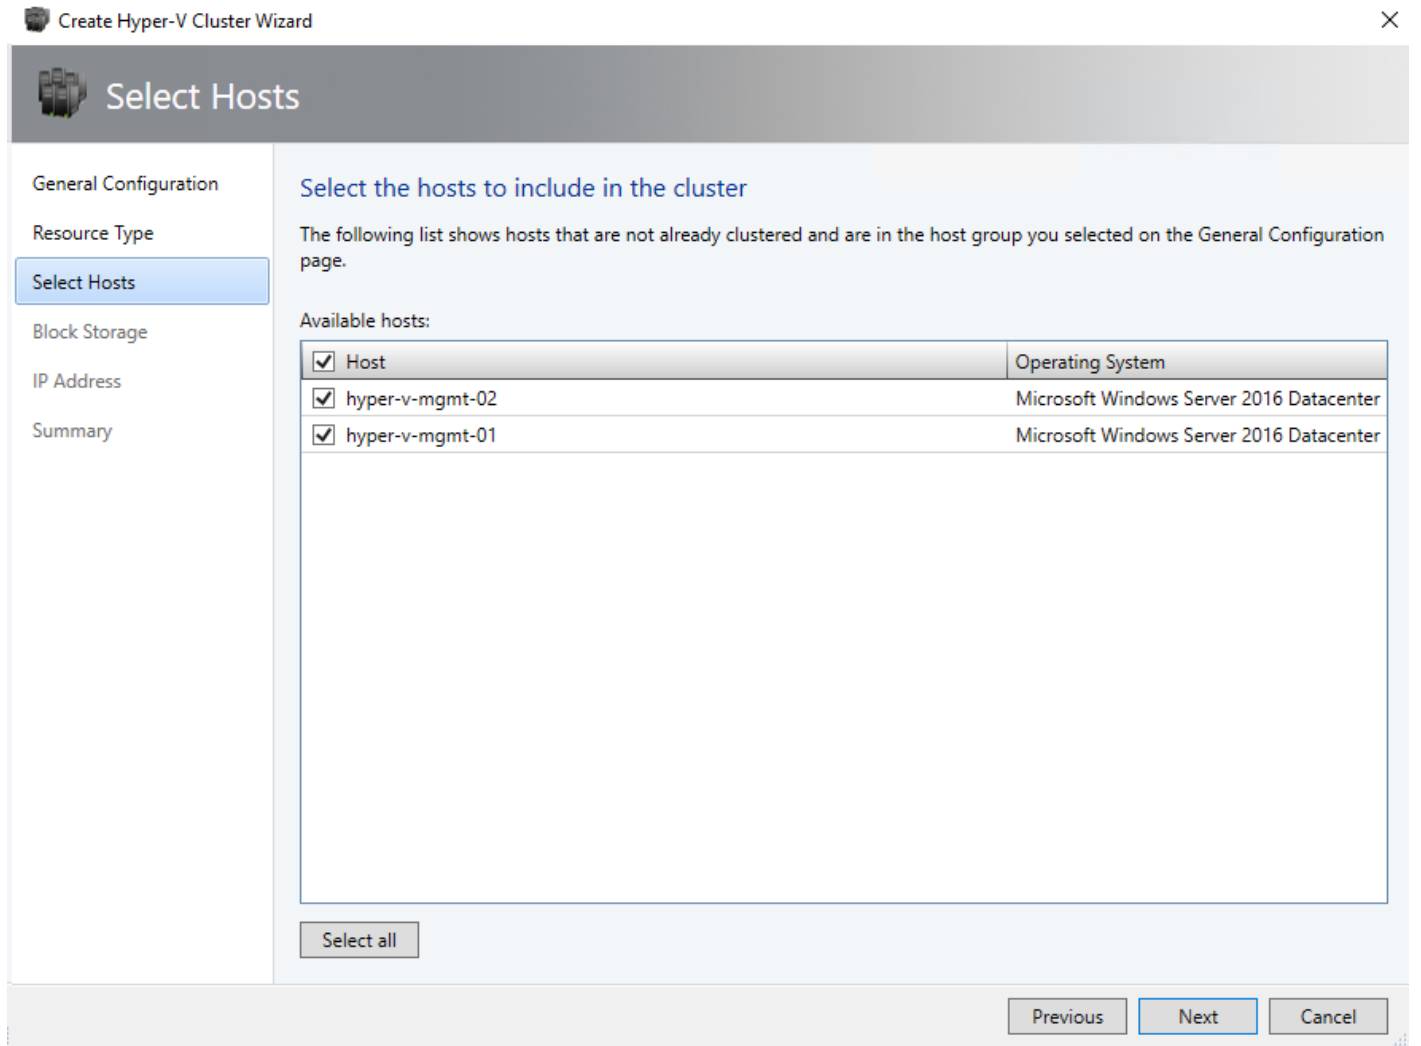 Create Hyper-V Cluster Wizard
Select Hosts
General Configuration
Resource Type
Select Hosts
Block Storage
IP Address
Summary
Select the hosts to include in the cluster
The following list shows hosts that are not already clustered and are in the host group you selected on the General Configuration
page.
Available hosts:
Host Operating System
hyper-v-mgmt-02 Microsoft Windows Server 2016 Datacenter
hyper-v-mgmt-01 Microsoft Windows Server 2016 Datacenter
Select all
Previous Next Cancel